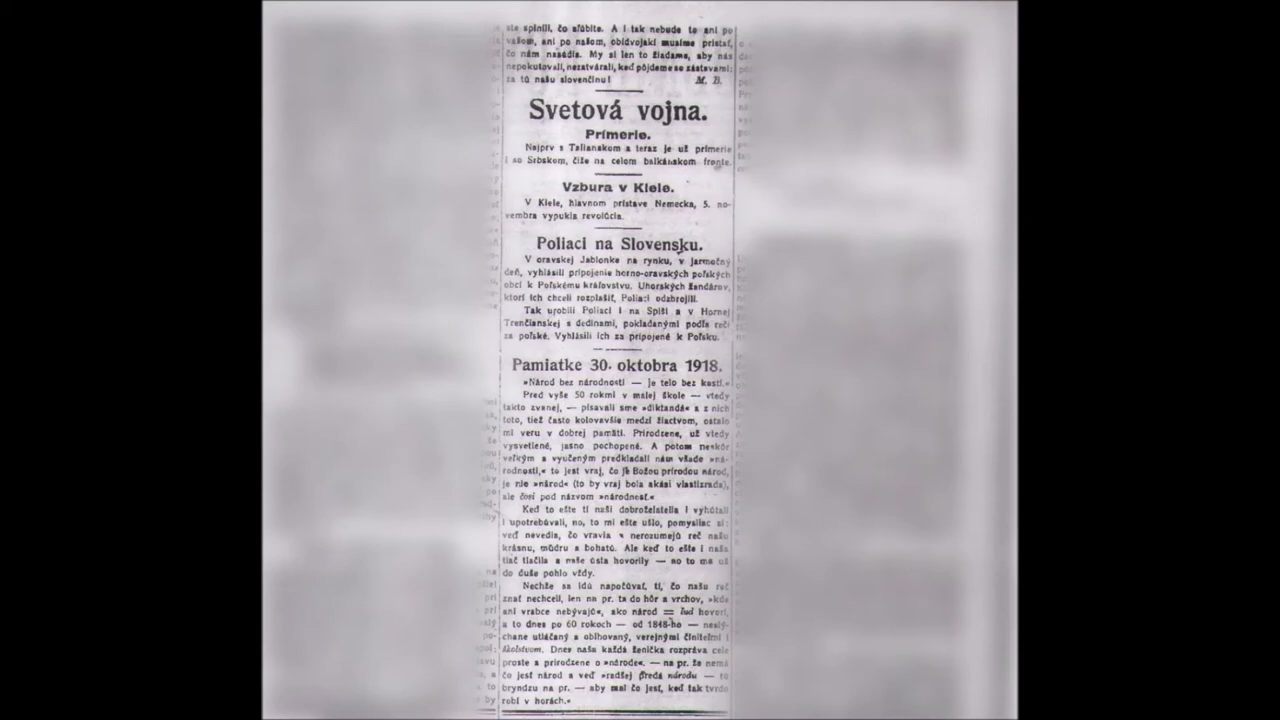 ste splnili, čo sľúbite. A i tak nebude to ani po
vašom, ani po našom, obidvojaki musíme pristať,
čo nám nasadia. My si len to žiadame, aby nás
nepokutovali, nezatvárali, keď pôjdeme so zástavami
za tú našu slovenčinu! M. B.
Svetová vojna.
Prímerie.
Najprv s Talianskom a teraz je už prímerie
i so Srbskom, číže na celom balkánskom fronte.
Vzbura v Kiele.
V Kiele, hlavnom prístave Nemecka, 5. no-
vembra vypukla revolúcia.
Poliaci na Slovensku.
V oravskej Jablonke na rynku, v jarmočný
deň, vyhlásili pripojenie horno-oravských poľských
obcí k Poľskému kráľovstvu. Uhorských žandárov,
ktorí ich chceli rozplašiť, Poliaci odzbrojili.
Tak urobili Poliaci i na Spiši a v Hornej
Trenčianskej s dedinami, pokladanými podľa reči
za poľské. Vyhlásili ich za pripojené k Poľsku.
Pamiatke 30. oktobra 1918.
»Národ bez národnosti — je telo bez kostí.«
Pred vyše 50 rokmi v malej škole — vtedy
takto zvanej, — písavali sme »diktandá« a z nich
toto, tiež často kolovavšie medzi žiactvom, ostalo
mi veru v dobrej pamäti. Prirodzene, už vtedy
vysvetlené, jasno pochopené. A potom neskôr
veľkým a vyučeným predkladali nám všade »ná-
rodnosti,« to jest vraj, čo je Božou prírodou národ,
je nie »národ« (to by vraj bola akási vlastizrada),
ale čosi pod názvom »národnosť.«
Keď to ešte tí naši dobroželatelia i vyhútali
i upotrebúvali, no, to mi ešte ušlo, pomysliac si:
veď nevedia, čo vravia a nerozumejú reč našu
krásnu, múdru a bohatú. Ale keď to ešte i naša
tlač tlačila a naše ústa hovorily — no to ma už
do duše pohlo vždy.
Nechže sa idú napočúvať, tí, čo našu reč
znať nechceli, len na pr. ta do hôr a vrchov, »kde
ani vrabce nebývajú«, ako národ = ľud hovorí,
a to dnes po 60 rokoch — od 1848-ho — neslý-
chane utláčaný a oblhovaný, verejnými činiteľmi i
školstvom. Dnes naša každá ženička rozpráva cele
proste a prirodzene o »národe«. — na pr. že nemá
čo jesť národ a veď »radšej predá národu — tú
bryndzu na pr. — aby mal čo jesť, keď tak tvrdo
robí v horách.«